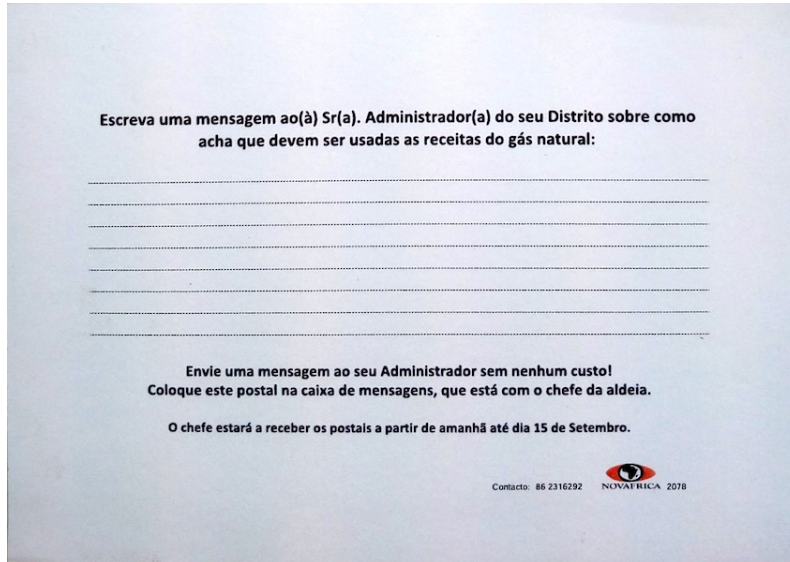 Escreva uma mensagem ao(à) Sr(a). Administrador(a) do seu Distrito sobre como
acha que devem ser usadas as receitas do gás natural:
Envie uma mensagem ao seu Administrador sem nenhum custo!
Coloque este postal na caixa de mensagens, que está com o chefe da aldeia.
O chefe estará a receber os postais a partir de amanhã até dia 15 de Setembro.
Contacto: 86 2316292 NOVAFRICA 2078